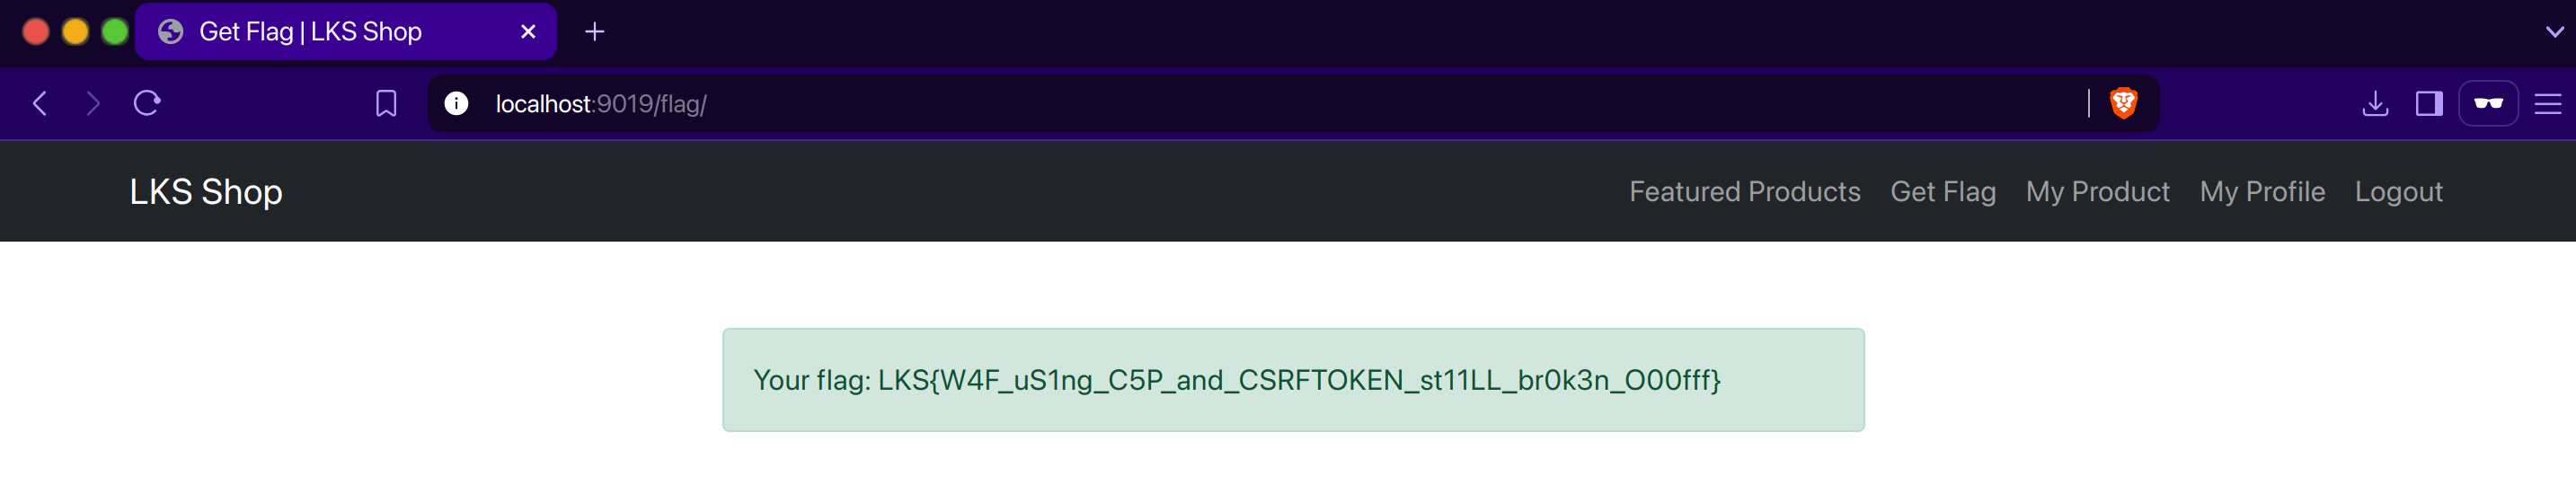 Get Flag | LKS Shop
localhost:9019/flag/
LKS Shop
Featured Products Get Flag My Product My Profile Logout
Your flag: LKS{W4F_uS1ng_C5P_and_CSRFTOKEN_st11LL_br0k3n_O00fff}